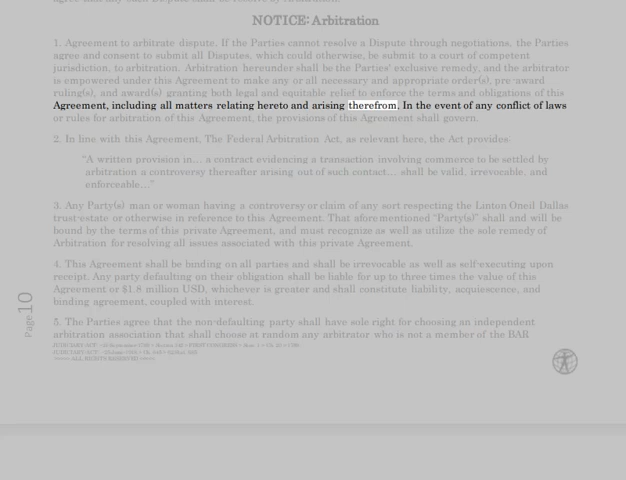 NOTICE: Arbitration
1. Agreement to arbitrate dispute. If the Parties cannot resolve a Dispute through negotiations, the Parties
agree and consent to submit all Disputes, which could otherwise, be submit to a court of competent
jurisdiction, to arbitration. Arbitration hereunder shall be the Parties' exclusive remedy, and the arbitrator
is empowered under this Agreement to make any or all necessary and appropriate order(s), pre-award
ruling(s), and award(s) granting both legal and equitable relief to enforce the terms and obligations of this
Agreement, including all matters relating hereto and arising therefrom. In the event of any conflict of laws
or rules for arbitration of this Agreement, the provisions of this Agreement shall govern.
2. In line with this Agreement, The Federal Arbitration Act, as relevant here, the Act provides:
"A written provision in… a contract evidencing a transaction involving commerce to be settled by
arbitration a controversy thereafter arising out of such contract… shall be valid, irrevocable, and
enforceable…"
3. Any Party(s) man or woman having a controversy or claim of any sort respecting the Linton Oneil Dallas
trust/estate or otherwise in reference to this Agreement. That aforementioned "Party(s)" shall and will be
bound by the terms of this private Agreement, and must recognize as well as utilize the sole remedy of
Arbitration for resolving all issues associated with this private Agreement.
4. This Agreement shall be binding on all parties and shall be irrevocable as well as self-executing upon
receipt. Any party defaulting on their obligation shall be liable for up to three times the value of this
Agreement or $1.8 million USD, whichever is greater and shall constitute liability, acquiescence, and
binding agreement, coupled with interest.
5. The Parties agree that the non-defaulting party shall have sole right for choosing an independent
arbitration association that shall choose at random any arbitrator who is not a member of the BAR
Page 10
ALL RIGHTS RESERVED